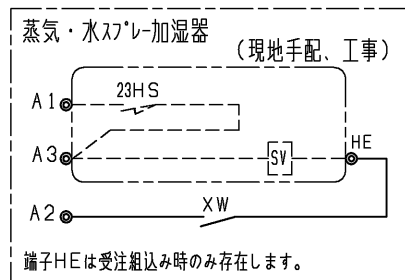 蒸気・水スプレー加湿器
(現地手配、工事)
23HS
A1
A3
SV
HE
A2
XW
端子HEは受注組込み時のみ存在します。